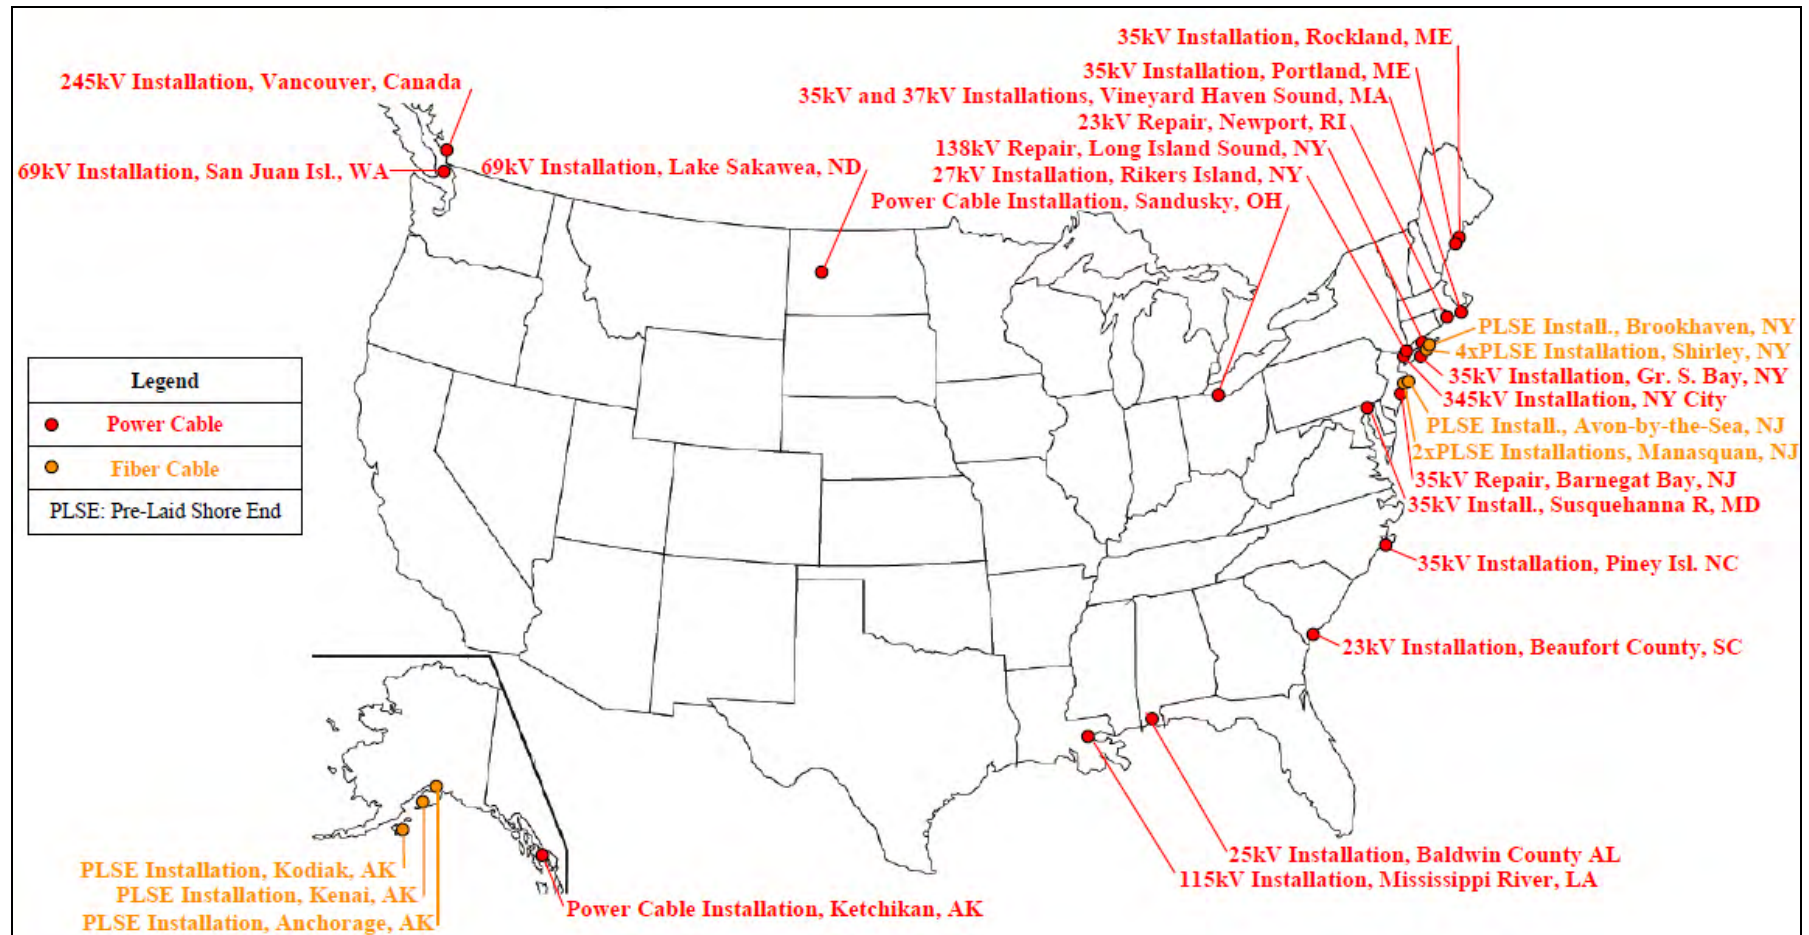 35kV Installation, Rockland, ME
35kV Installation, Portland, ME
245kV Installation, Vancouver, Canada
35kV and 37kV Installations, Vineyard Haven Sound, MA
23kV Repair, Newport, RI
138kV Repair, Long Island Sound, NY
69kV Installation, San Juan Isl., WA
69kV Installation, Lake Sakawea, ND
27kV Installation, Rikers Island, NY
Power Cable Installation, Sandusky, OH
PLSE Install., Brookhaven, NY
4xPLSE Installation, Shirley, NY
35kV Installation, Gr. S. Bay, NY
345kV Installation, NY City
PLSE Install., Avon-by-the-Sea, NJ
2xPLSE Installations, Manasquan, NJ
35kV Repair, Barnegat Bay, NJ
35kV Install., Susquehanna R, MD
Legend
Power Cable
Fiber Cable
PLSE: Pre-Laid Shore End
35kV Installation, Piney Isl. NC
23kV Installation, Beaufort County, SC
25kV Installation, Baldwin County AL
115kV Installation, Mississippi River, LA
PLSE Installation, Kodiak, AK
PLSE Installation, Kenai, AK
PLSE Installation, Anchorage, AK
Power Cable Installation, Ketchikan, AK